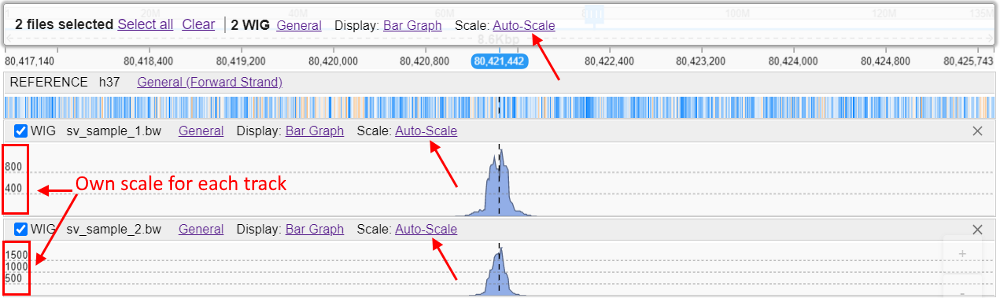 20M 100M 120M 136M
2 files selected Select all Clear 2 WIG General Display: Bar Graph Scale: Auto-Scale
8.6Kbp
80,417,140 80,418,400 80,419,200 80,420,000 80,420,800 80,421,442 80,422,400 80,423,200 80,424,000 80,424,800 80,425,743
REFERENCE h37 General (Forward Strand)
WIG sv_sample_1.bw General Display: Bar Graph Scale: Auto-Scale
800
400
Own scale for each track
WIG sv_sample_2.bw General Display: Bar Graph Scale: Auto-Scale
1500
1000
500